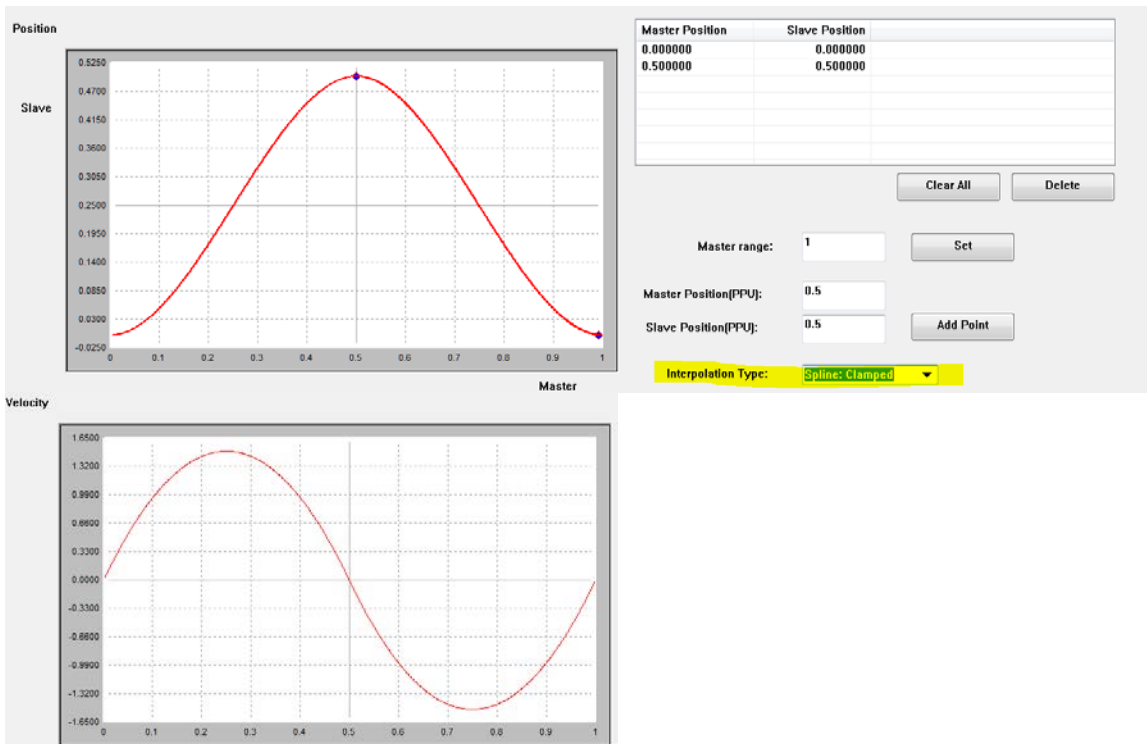 Position
Slave
0.5250
0.4700
0.4150
0.3600
0.3050
0.2500
0.1950
0.1400
0.0850
0.0300
-0.0250
0 0.1 0.2 0.3 0.4 0.5 0.6 0.7 0.8 0.9 1
Master
Master Position Slave Position
0.000000 0.000000
0.500000 0.500000
Clear All Delete
Master range: 1 Set
Master Position(PPU): 0.5
Slave Position(PPU): 0.5 Add Point
Interpolation Type: Spline: Clamped
Velocity
1.6500
1.3200
0.9900
0.6600
0.3300
0.0000
-0.3300
-0.6600
-0.9900
-1.3200
-1.6500
0 0.1 0.2 0.3 0.4 0.5 0.6 0.7 0.8 0.9 1